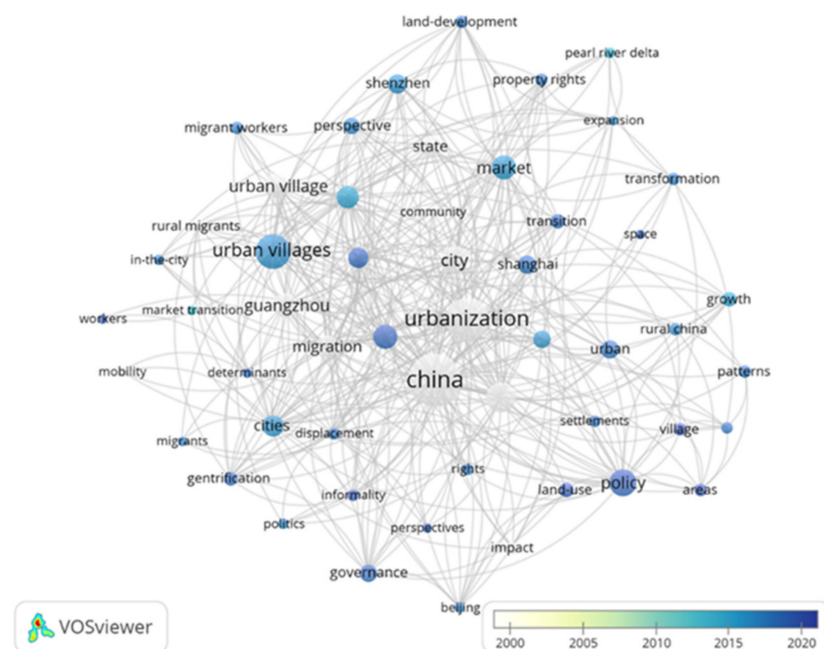 land-development
pearl river delta
shenzhen
property rights
migrant workers
perspective
expansion
state
market
transformation
urban village
community
rural migrants
transition
space
urban villages
in-the-city
city
shanghai
growth
market transition
guangzhou
workers
urbanization
rural china
migration
urban
mobility
determinants
china
patterns
cities
displacement
settlements
village
migrants
rights
gentrification
policy
informality
land-use
areas
politics
perspectives
impact
governance
beijing
VOSviewer
2000 2005 2010 2015 2020